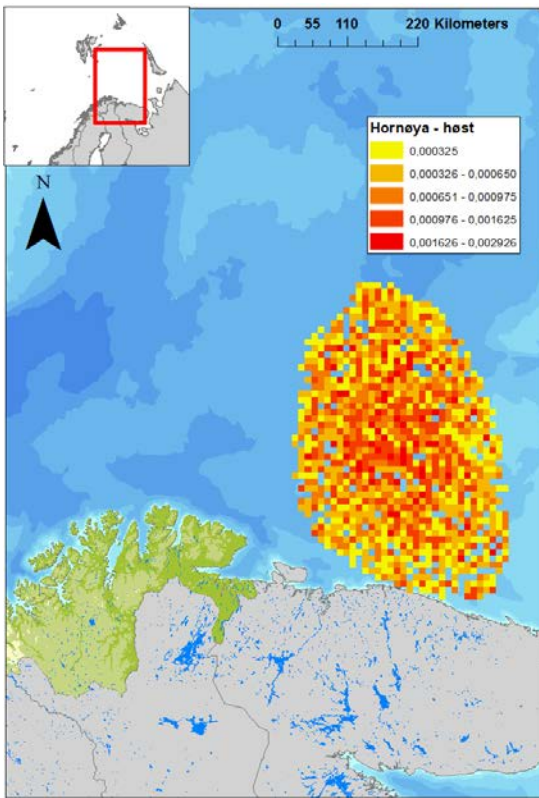 0 55 110 220 Kilometers
Hornøya - høst
0,000325
0,000326 - 0,000650
0,000651 - 0,000975
0,000976 - 0,001625
0,001626 - 0,002926
N